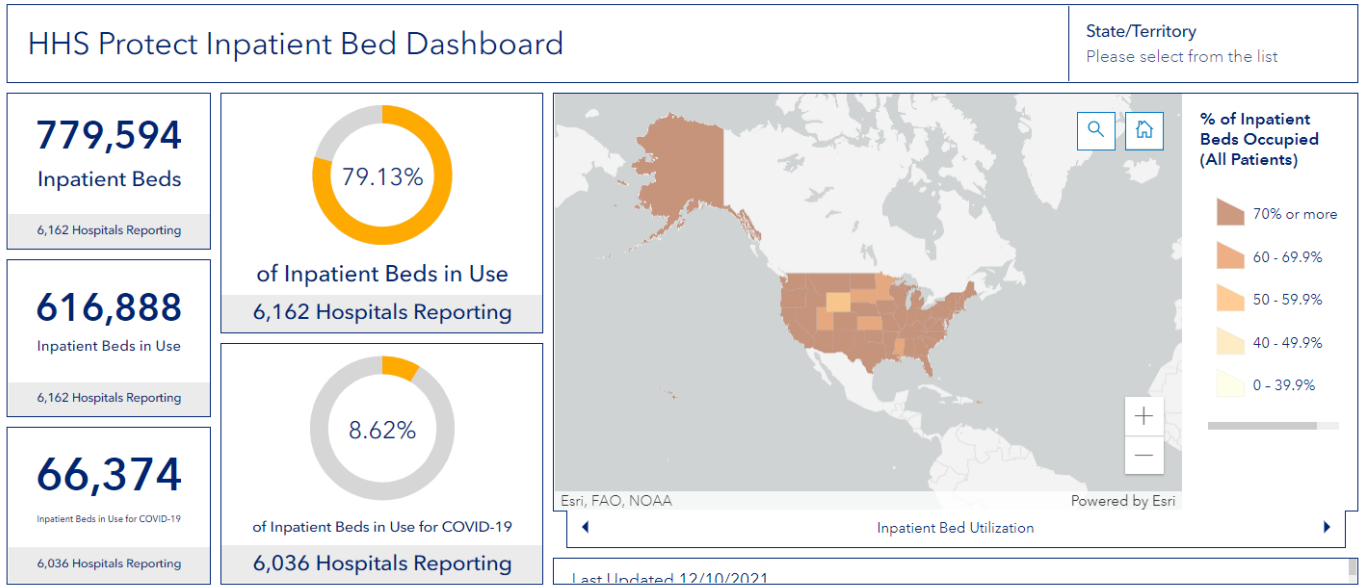 HHS Protect Inpatient Bed Dashboard
State/Territory
Please select from the list
779,594
Inpatient Beds
6,162 Hospitals Reporting
616,888
Inpatient Beds in Use
6,162 Hospitals Reporting
66,374
Inpatient Beds in Use for COVID-19
6,036 Hospitals Reporting
79.13%
of Inpatient Beds in Use
6,162 Hospitals Reporting
8.62%
of Inpatient Beds in Use for COVID-19
6,036 Hospitals Reporting
% of Inpatient
Beds Occupied
(All Patients)
70% or more
60 - 69.9%
50 - 59.9%
40 - 49.9%
0 - 39.9%
Esri, FAO, NOAA
Powered by Esri
Inpatient Bed Utilization
Last Updated 12/10/2021